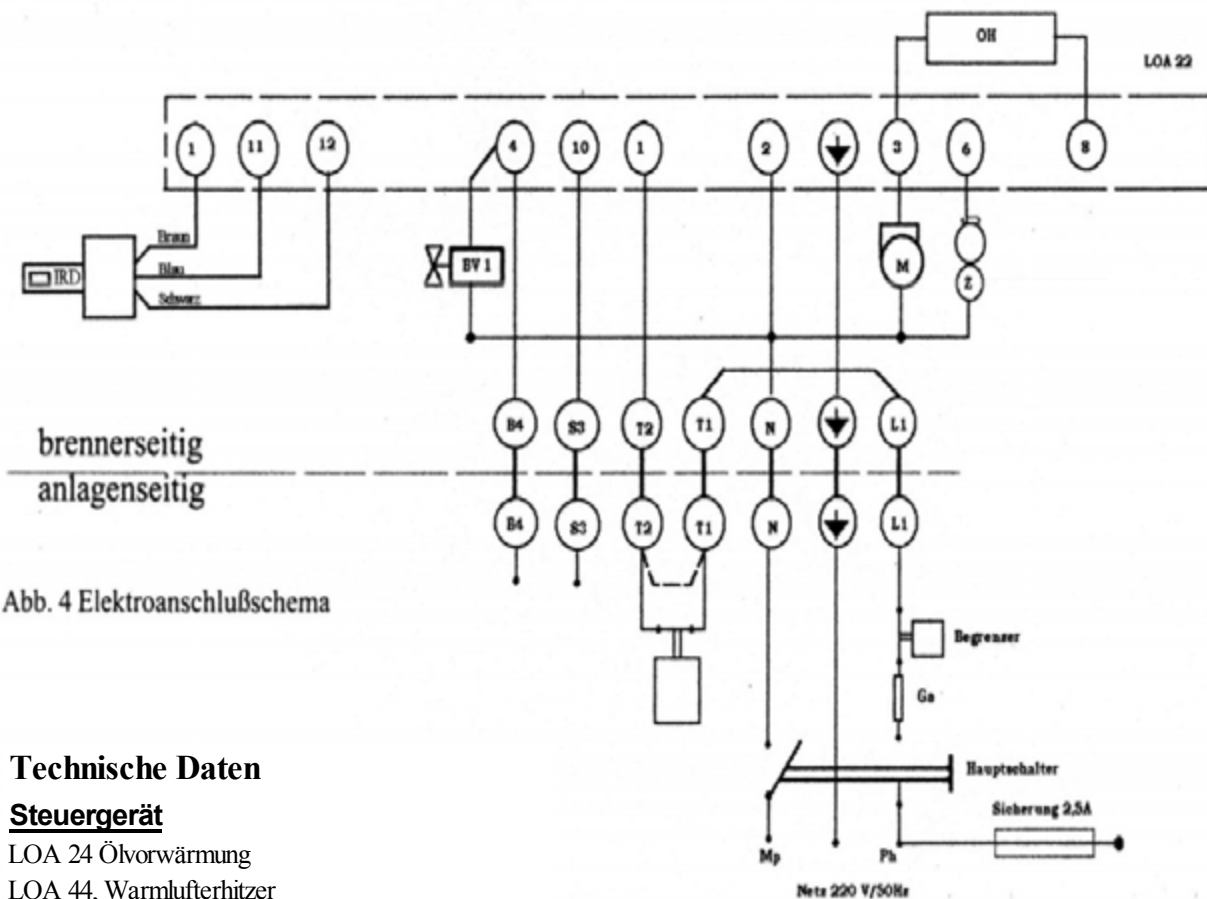 OH
LOA 22
1 11 12 4 10 1 2 3 6 8
Braun
Blau
Schwarz
IRD
BV 1
M
Z
B4 S3 T2 T1 N L1
brennerseitig
anlagenseitig
B4 S3 T2 T1 N L1
Abb. 4 Elektroanschlußschema
Begrenser
Ga
Hauptschalter
Sicherung 2,5A
Mp
Ph
Netz 220 V/50Hz
Technische Daten
Steuergerät
LOA 24 Ölvorwärmung
LOA 44, Warmlufterhitzer